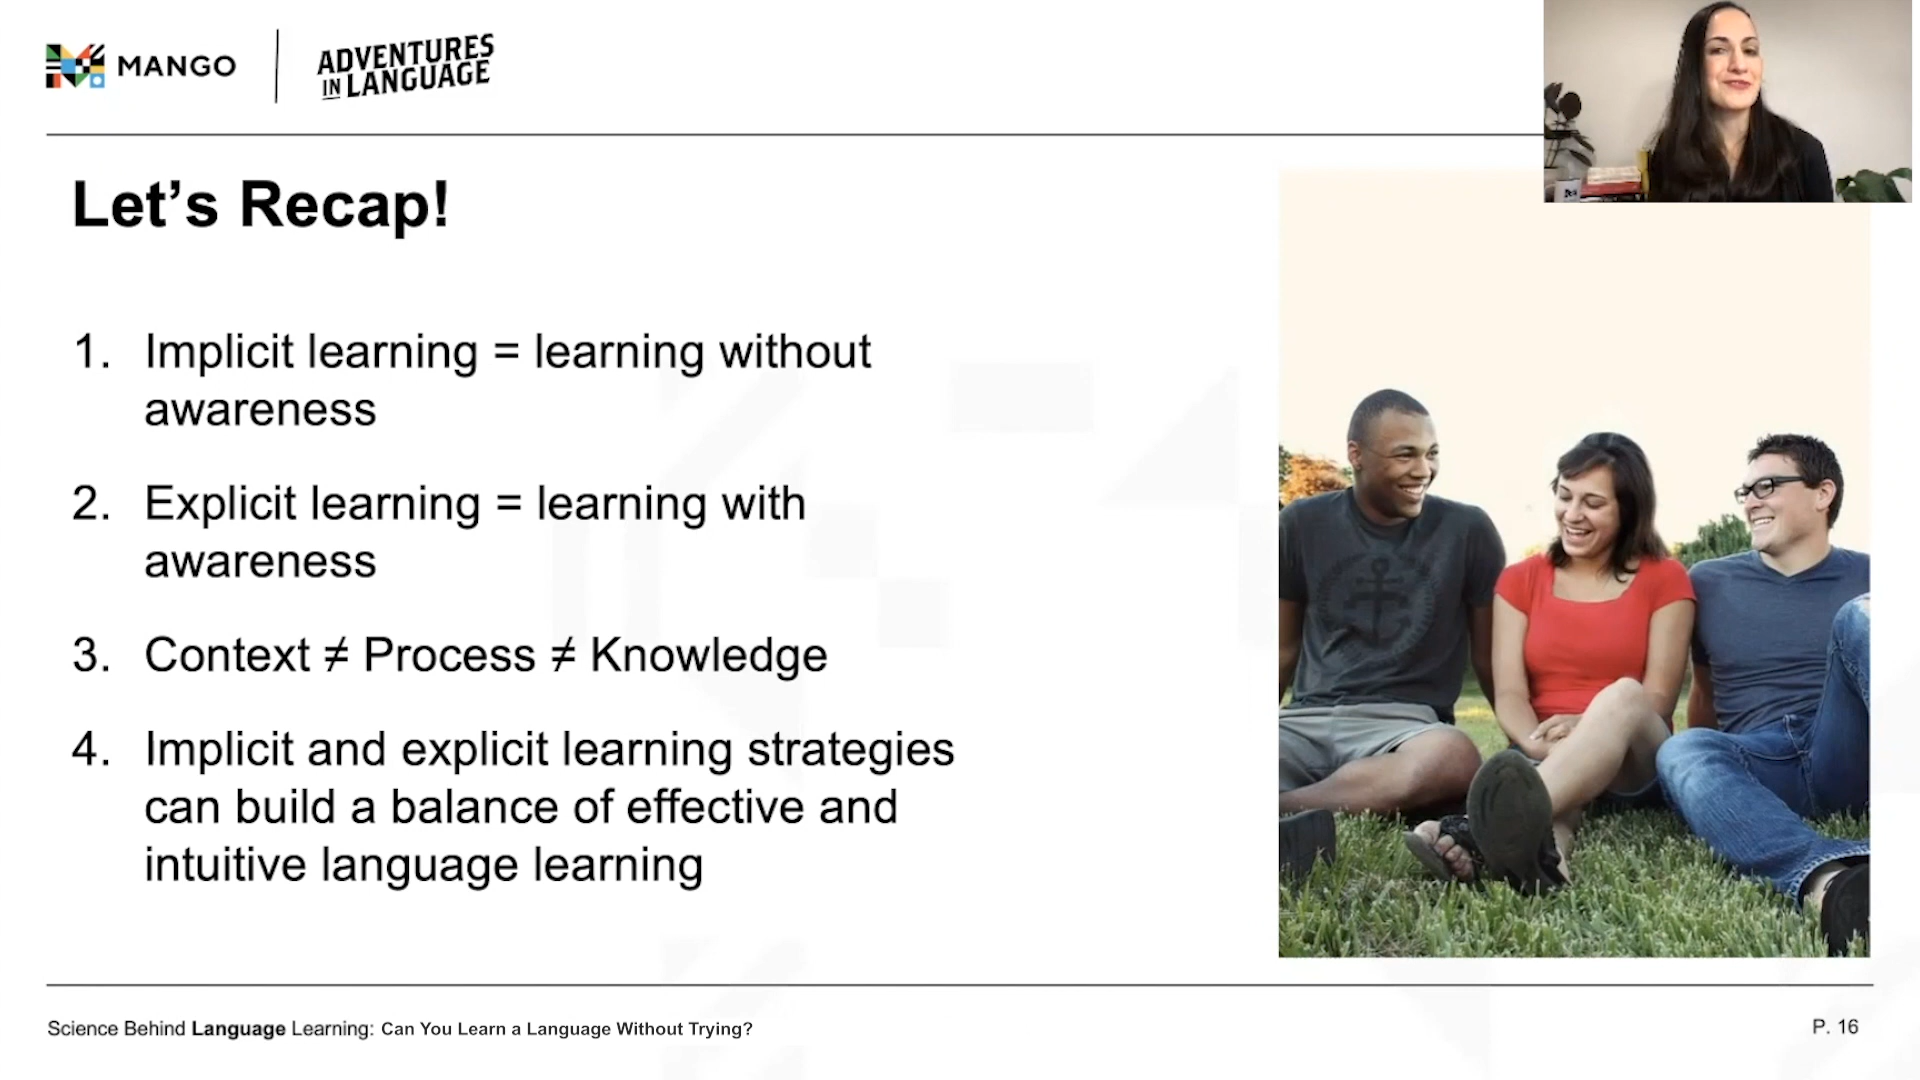 MANGO
ADVENTURES
IN LANGUAGE
Let’s Recap!
1. Implicit learning = learning without
awareness
2. Explicit learning = learning with
awareness
3. Context ≠ Process ≠ Knowledge
4. Implicit and explicit learning strategies
can build a balance of effective and
intuitive language learning
Science Behind Language Learning: Can You Learn a Language Without Trying?
P. 16